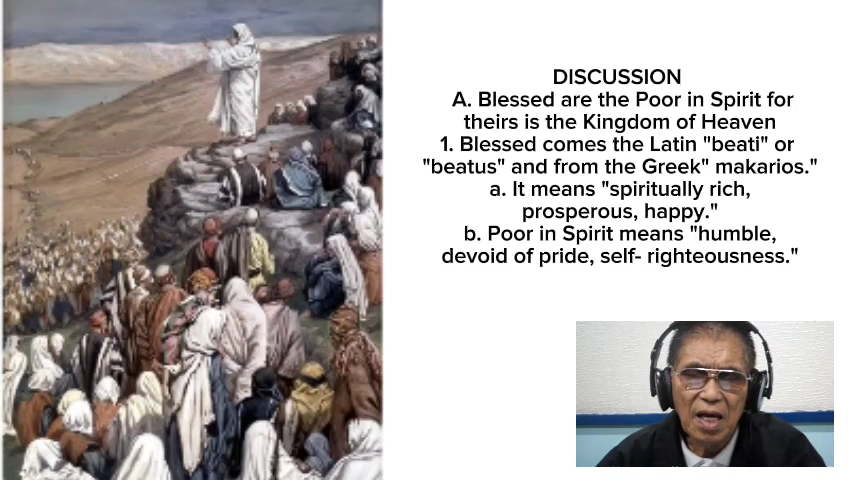 DISCUSSION
A. Blessed are the Poor in Spirit for
theirs is the Kingdom of Heaven
1. Blessed comes the Latin "beati" or
"beatus" and from the Greek" makarios."
a. It means "spiritually rich,
prosperous, happy."
b. Poor in Spirit means "humble,
devoid of pride, self- righteousness."